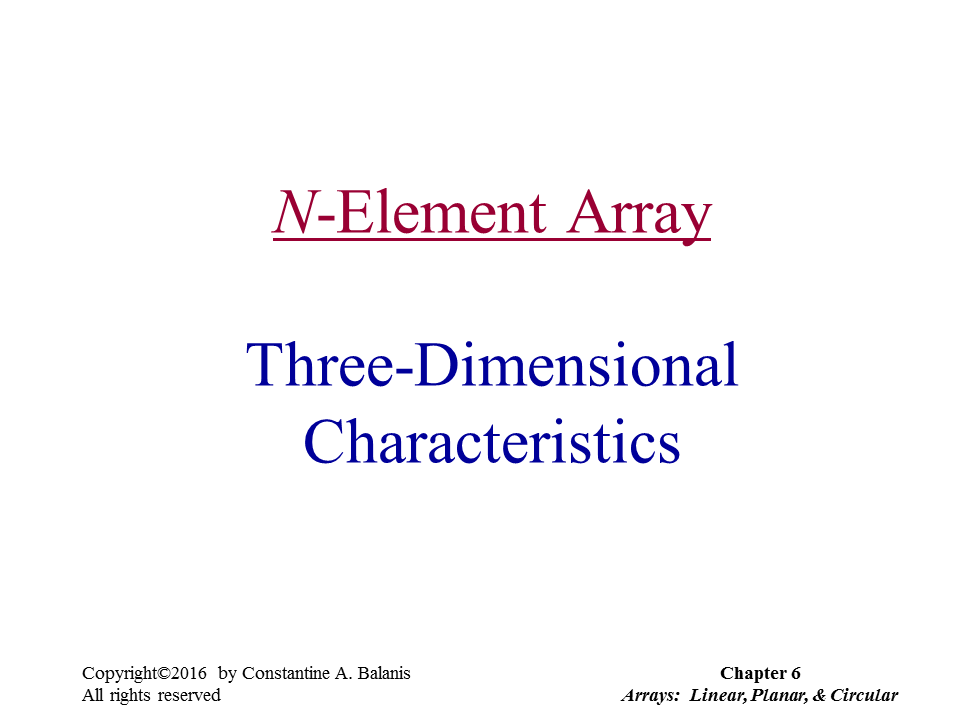 N-Element Array
Three-Dimensional
Characteristics
Copyright©2016 by Constantine A. Balanis
All rights reserved
Chapter 6
Arrays: Linear, Planar, & Circular